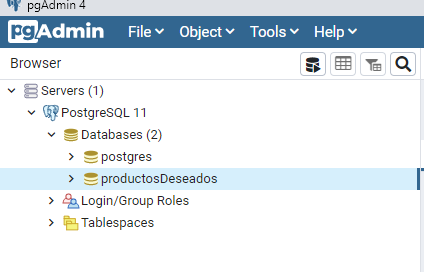 pgAdmin 4
pgAdmin File Object Tools Help
Browser
Servers (1)
PostgreSQL 11
Databases (2)
postgres
productosDeseados
Login/Group Roles
Tablespaces